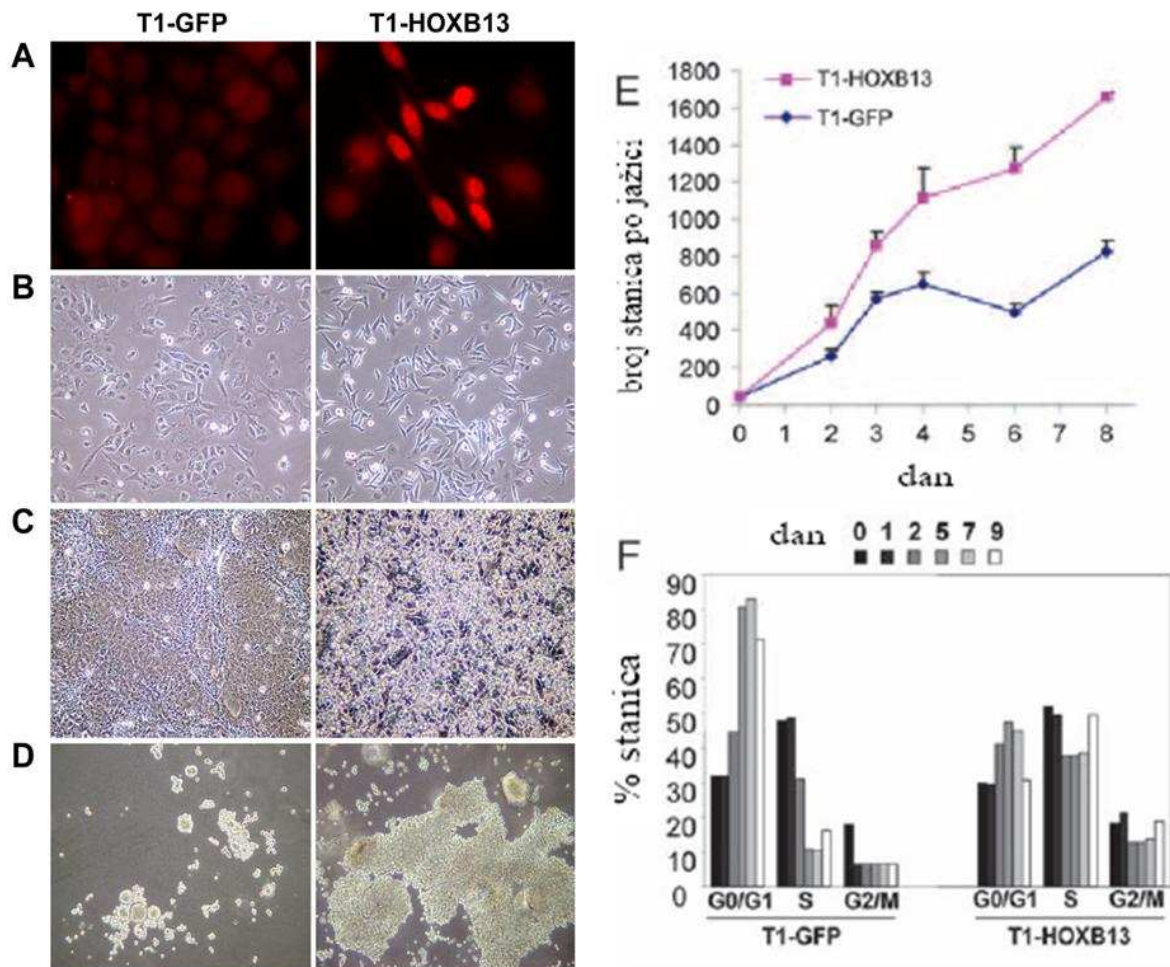 T1-GFP T1-HOXB13
A
B
C
D
E
T1-HOXB13
T1-GFP
broj stanica po jažici
1800
1600
1400
1200
1000
800
600
400
200
0
0 1 2 3 4 5 6 7 8
dan
F
dan 0 1 2 5 7 9
% stanica
90
80
70
60
50
40
30
20
10
0
G0/G1 S G2/M G0/G1 S G2/M
T1-GFP T1-HOXB13